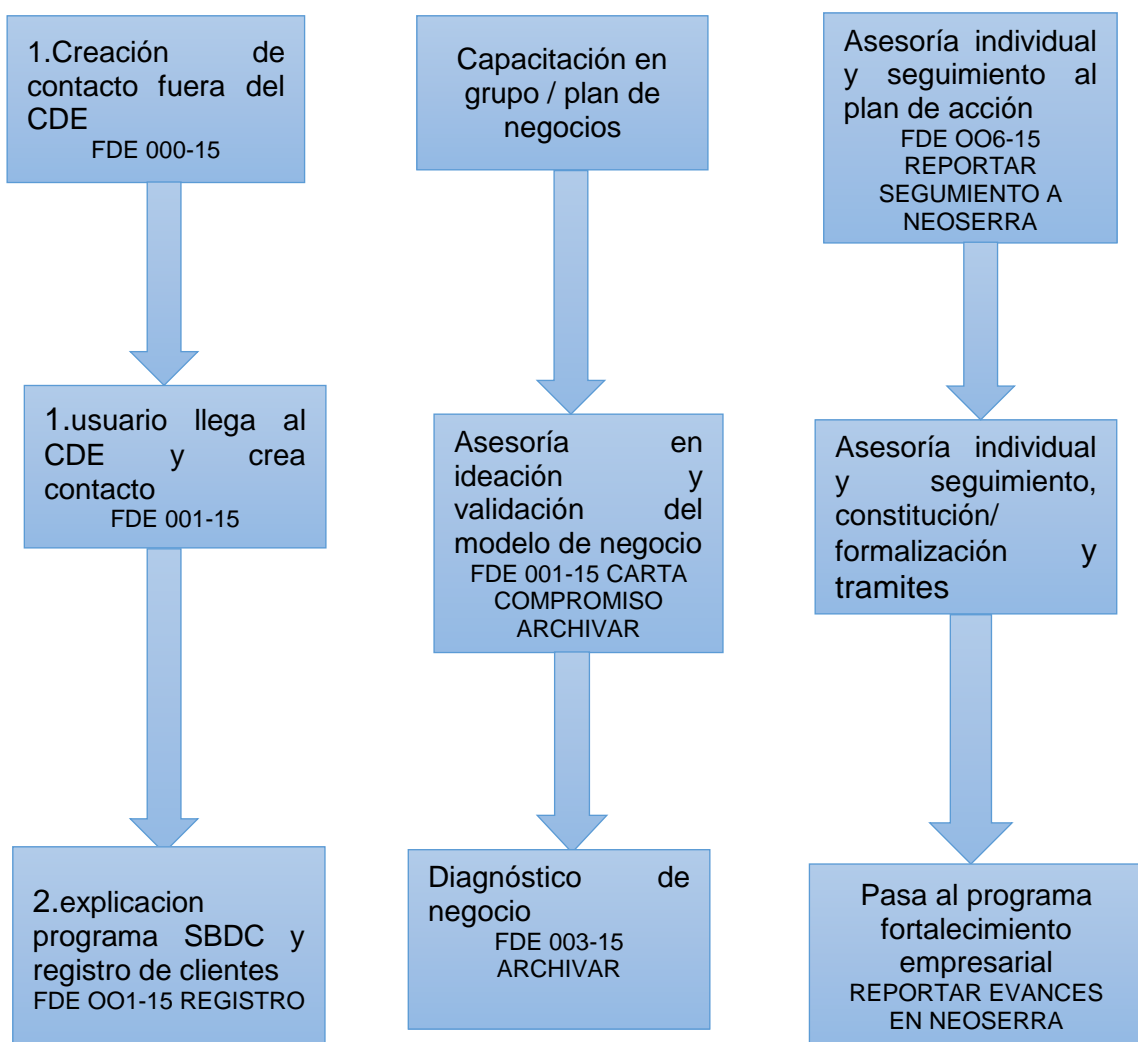 1.Creación de
contacto fuera del
CDE
FDE 000-15
1.usuario llega al
CDE y crea
contacto
FDE 001-15
2.explicacion
programa SBDC y
registro de clientes
FDE OO1-15 REGISTRO
Capacitación en
grupo / plan de
negocios
Asesoría en
ideación y
validación del
modelo de negocio
FDE 001-15 CARTA
COMPROMISO
ARCHIVAR
Diagnóstico de
negocio
FDE 003-15
ARCHIVAR
Asesoría individual
y seguimiento al
plan de acción
FDE OO6-15
REPORTAR
SEGUMIENTO A
NEOSERRA
Asesoría individual
y seguimiento,
constitución/
formalización y
tramites
Pasa al programa
fortalecimiento
empresarial
REPORTAR EVANCES
EN NEOSERRA